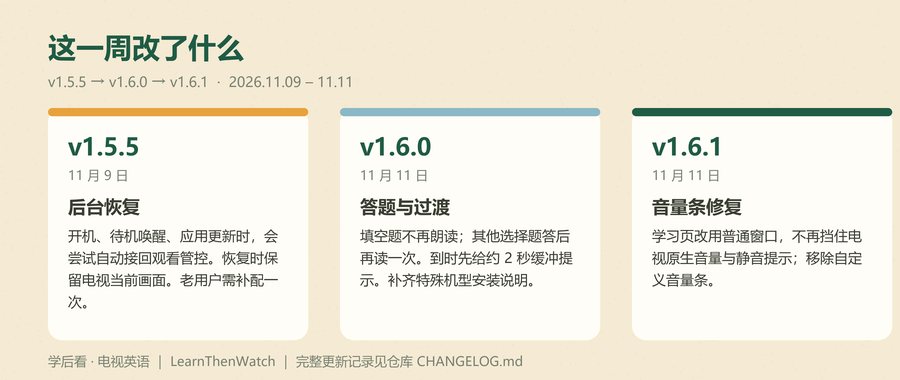 这一周改了什么
v1.5.5 → v1.6.0 → v1.6.1 · 2026.11.09 – 11.11
v1.5.5
11 月 9 日
后台恢复
开机、待机唤醒、应用更新时，会
尝试自动接回观看管控。恢复时保
留电视当前画面。老用户需补配一
次。
v1.6.0
11 月 11 日
答题与过渡
填空题不再朗读；其他选择题答后
再读一次。到时先给约 2 秒缓冲提
示。补齐特殊机型安装说明。
v1.6.1
11 月 11 日
音量条修复
学习页改用普通窗口，不再挡住电
视原生音量与静音提示；移除自定
义音量条。
学后看 · 电视英语 ｜ LearnThenWatch ｜ 完整更新记录见仓库 CHANGELOG.md